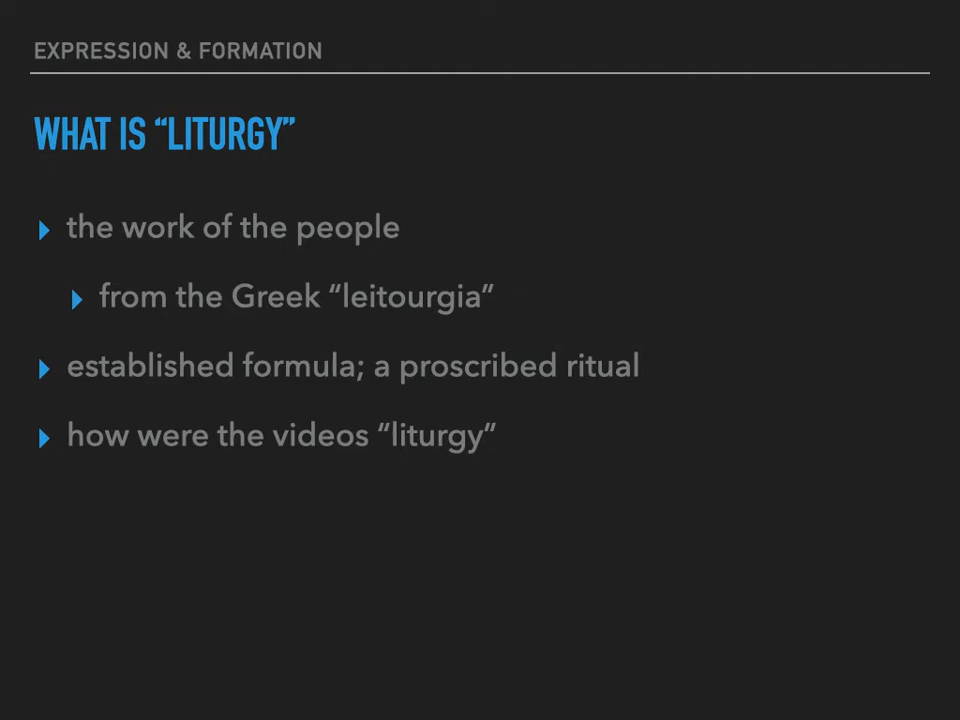 EXPRESSION & FORMATION
WHAT IS “LITURGY”
the work of the people
from the Greek “leitourgia”
established formula; a proscribed ritual
how were the videos “liturgy”